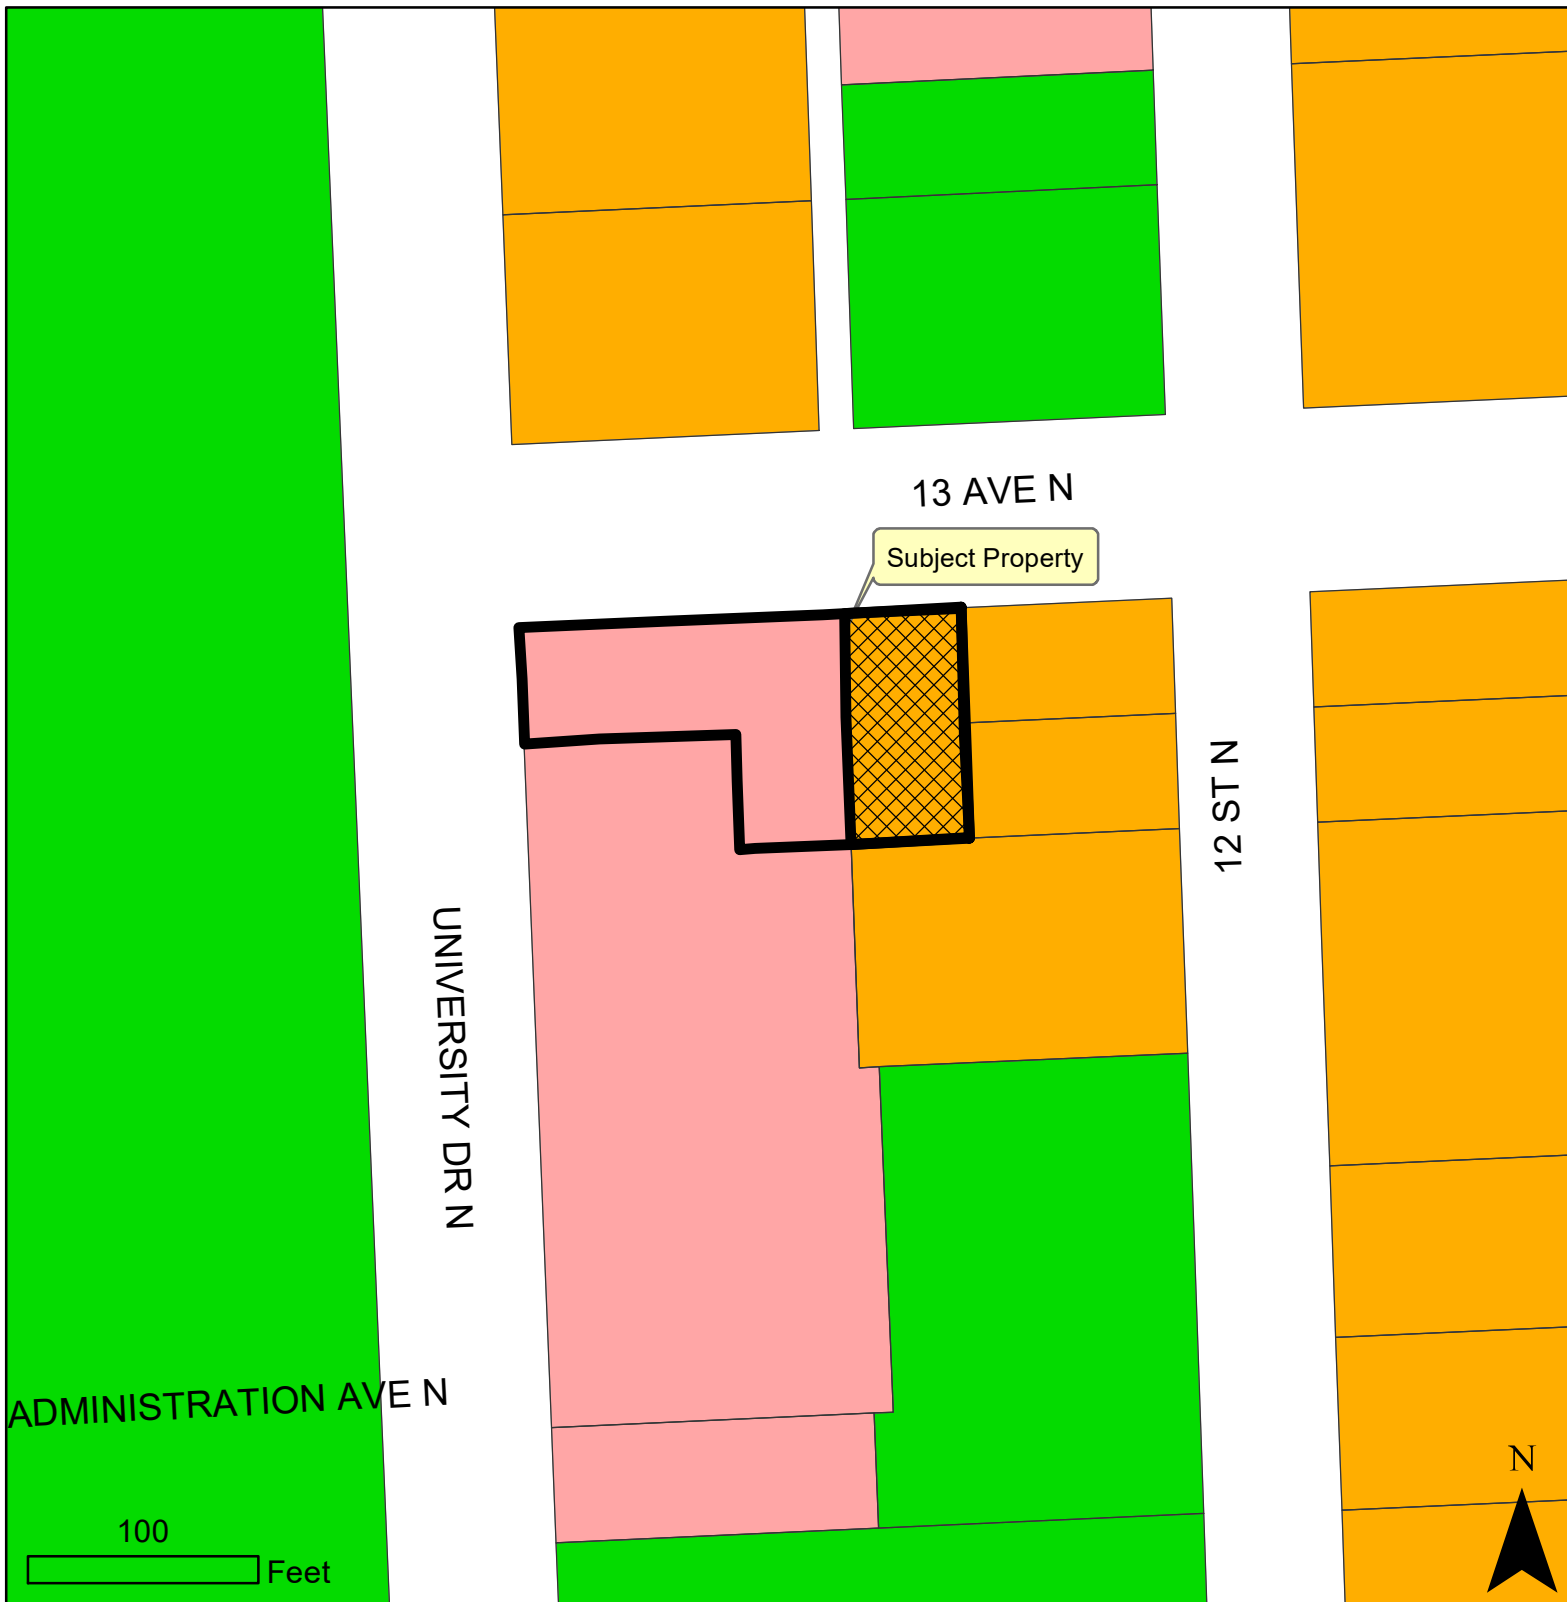 13 AVE N
Subject Property
12 ST N
UNIVERSITY DR N
ADMINISTRATION AVE N
N
100
Feet